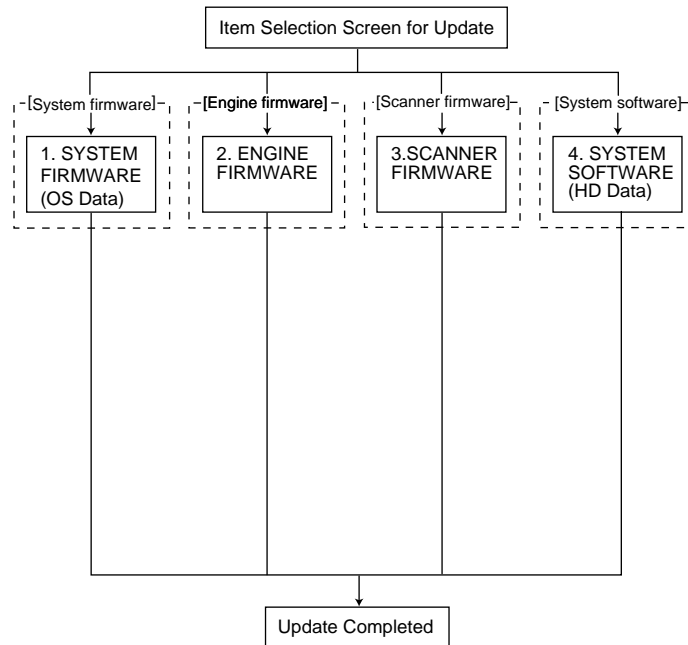 Item Selection Screen for Update
[System firmware]
[Engine firmware]
[Scanner firmware]
[System software]
1. SYSTEM
FIRMWARE
(OS Data)
2. ENGINE
FIRMWARE
3.SCANNER
FIRMWARE
4. SYSTEM
SOFTWARE
(HD Data)
Update Completed